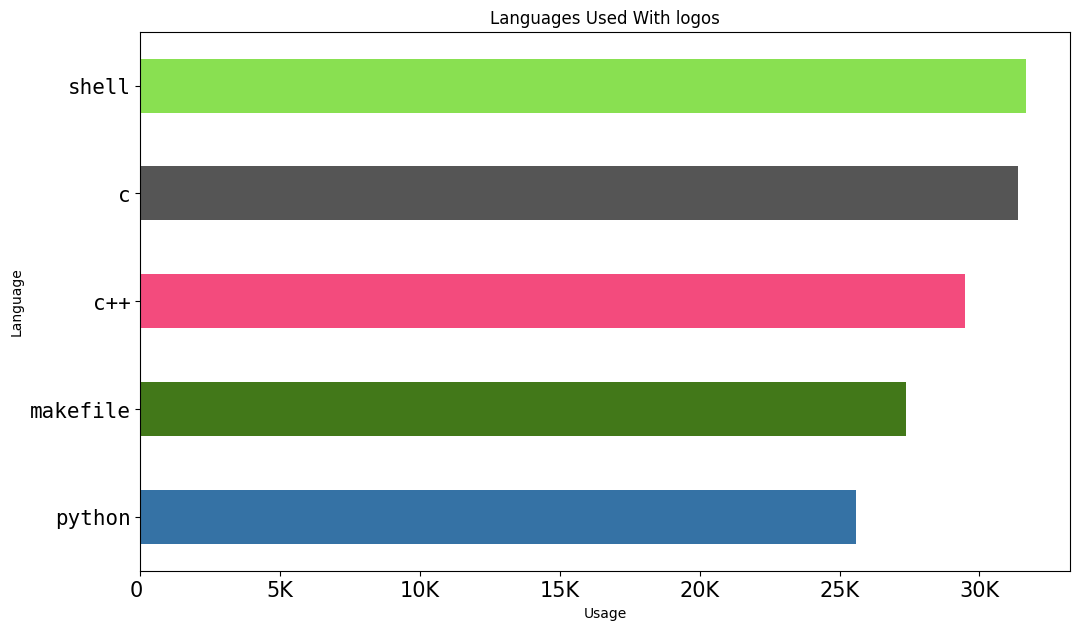 Languages Used With logos
shell
c
c++
makefile
python
Language
0 5K 10K 15K 20K 25K 30K
Usage